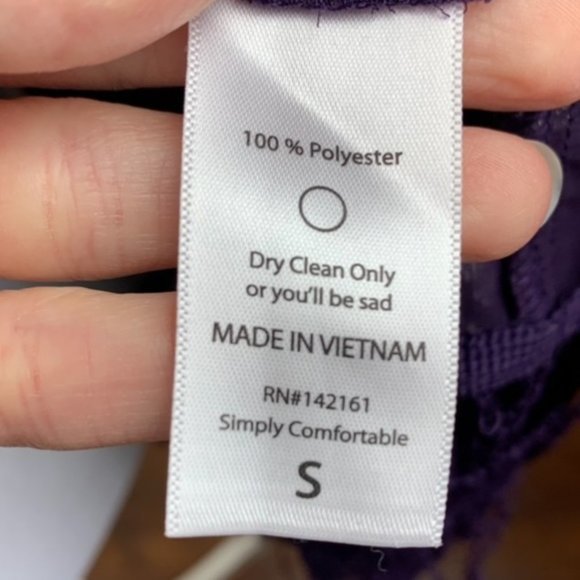 100 % Polyester
Dry Clean Only
or you'll be sad
MADE IN VIETNAM
RN#142161
Simply Comfortable
S